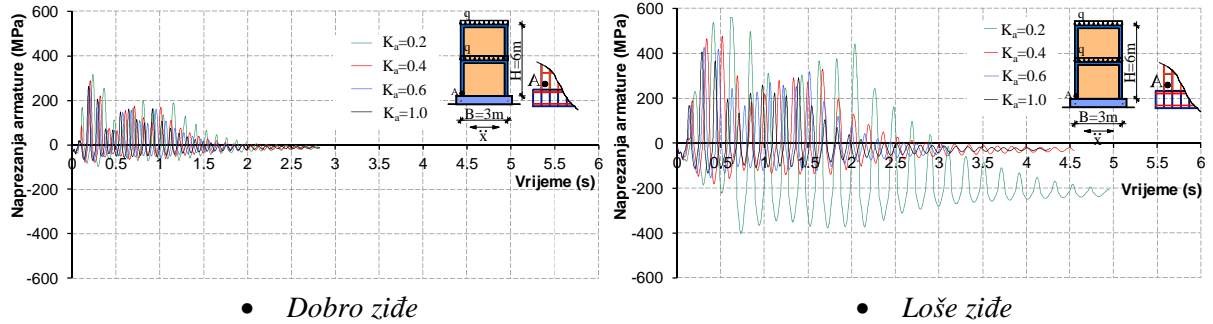 Naprezanja armature (MPa)
600
400
200
0
-200
-400
-600
0
0.5
1
1.5
2
2.5
3
3.5
4
4.5
5
5.5
6
Vrijeme (s)
Ka=0.2
Ka=0.4
Ka=0.6
Ka=1.0
q
q
H=6m
A
A
B=3m
ẍ
• Dobro ziđe
Naprezanja armature (MPa)
600
400
200
0
-200
-400
-600
0
0.5
1
1.5
2
2.5
3
3.5
4
4.5
5
5.5
6
Vrijeme (s)
Ka=0.2
Ka=0.4
Ka=0.6
Ka=1.0
q
q
H=6m
A
A
B=3m
ẍ
• Loše ziđe